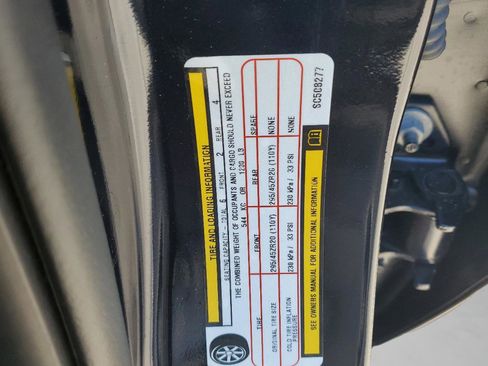 TIRE AND LOADING INFORMATION
SEATING CAPACITY - TOTAL 6 FRONT 2 REAR 4
THE COMBINED WEIGHT OF OCCUPANTS AND CARGO SHOULD NEVER EXCEED
544 KG OR 1200 LB
TIRE FRONT REAR SPARE
ORIGINAL TIRE SIZE 295/45ZR20 (110Y) 295/45ZR20 (110Y) NONE
COLD TIRE INFLATION PRESSURE 230 kPa / 33 PSI 230 kPa / 33 PSI NONE
SEE OWNERS MANUAL FOR ADDITIONAL INFORMATION
SC508277